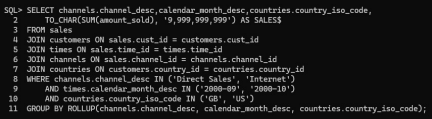 SQL> SELECT channels.channel_desc,calendar_month_desc,countries.country_iso_code,
2 TO_CHAR(SUM(amount_sold), '9,999,999,999') AS SALES$
3 FROM sales
4 JOIN customers ON sales.cust_id = customers.cust_id
5 JOIN times ON sales.time_id = times.time_id
6 JOIN channels ON sales.channel_id = channels.channel_id
7 JOIN countries ON customers.country_id = countries.country_id
8 WHERE channels.channel_desc IN ('Direct Sales', 'Internet')
9 AND times.calendar_month_desc IN ('2000-09', '2000-10')
10 AND countries.country_iso_code IN ('GB', 'US')
11 GROUP BY ROLLUP(channels.channel_desc, calendar_month_desc, countries.country_iso_code);